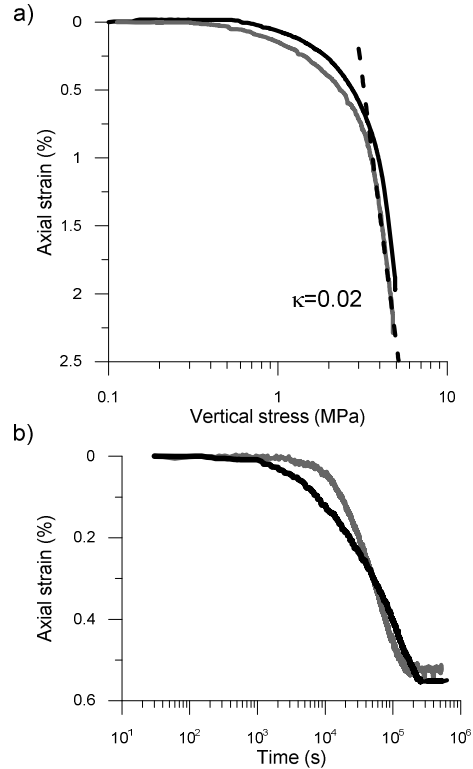 a)
0
0.5
1
1.5
2
2.5
Axial strain (%)
κ=0.02
0.1
1
10
Vertical stress (MPa)
b)
0
0.2
0.4
0.6
Axial strain (%)
10¹ 10² 10³ 10⁴ 10⁵ 10⁶
Time (s)